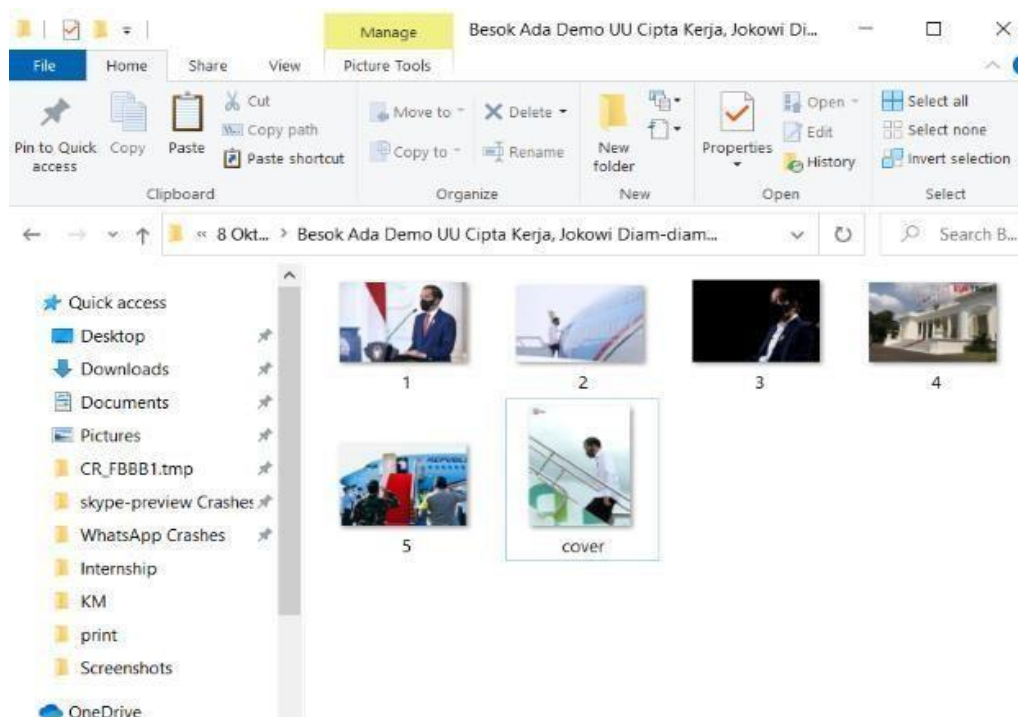 Manage
Besok Ada Demo UU Cipta Kerja, Jokowi Di...
File
Home
Share
View
Picture Tools
Pin to Quick
access
Copy
Paste
Cut
Copy path
Paste shortcut
Clipboard
Move to
Copy to
Delete
Rename
Organize
New
folder
New
Properties
Open
Edit
History
Open
Select all
Select none
Invert selection
Select
« 8 Okt... > Besok Ada Demo UU Cipta Kerja, Jokowi Diam-diam...
Search B...
Quick access
Desktop
Downloads
Documents
Pictures
CR_FBBB1.tmp
skype-preview Crashes
WhatsApp Crashes
Internship
KM
print
Screenshots
OneDrive
1
2
3
4
5
cover